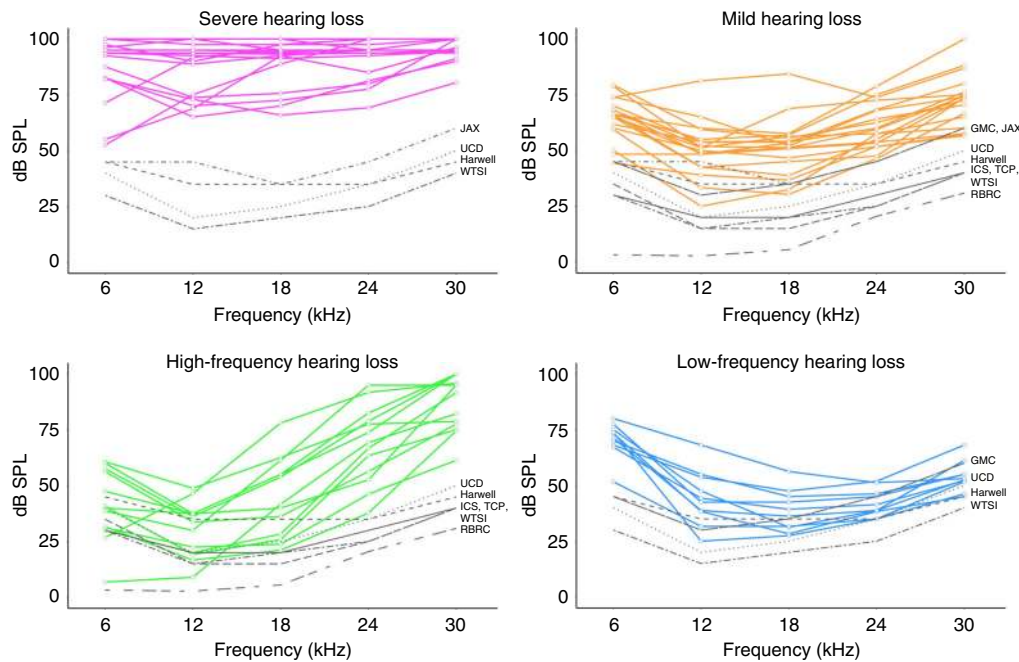 Severe hearing loss
100
75
50
25
0
dB SPL
JAX
UCD
Harwell
WTSI
6 12 18 24 30
Frequency (kHz)
Mild hearing loss
100
75
50
25
0
dB SPL
GMC, JAX
UCD
Harwell
ICS, TCP,
WTSI
RBRC
6 12 18 24 30
Frequency (kHz)
High-frequency hearing loss
100
75
50
25
0
dB SPL
UCD
Harwell
ICS, TCP,
WTSI
RBRC
6 12 18 24 30
Frequency (kHz)
Low-frequency hearing loss
100
75
50
25
0
dB SPL
GMC
UCD
Harwell
WTSI
6 12 18 24 30
Frequency (kHz)